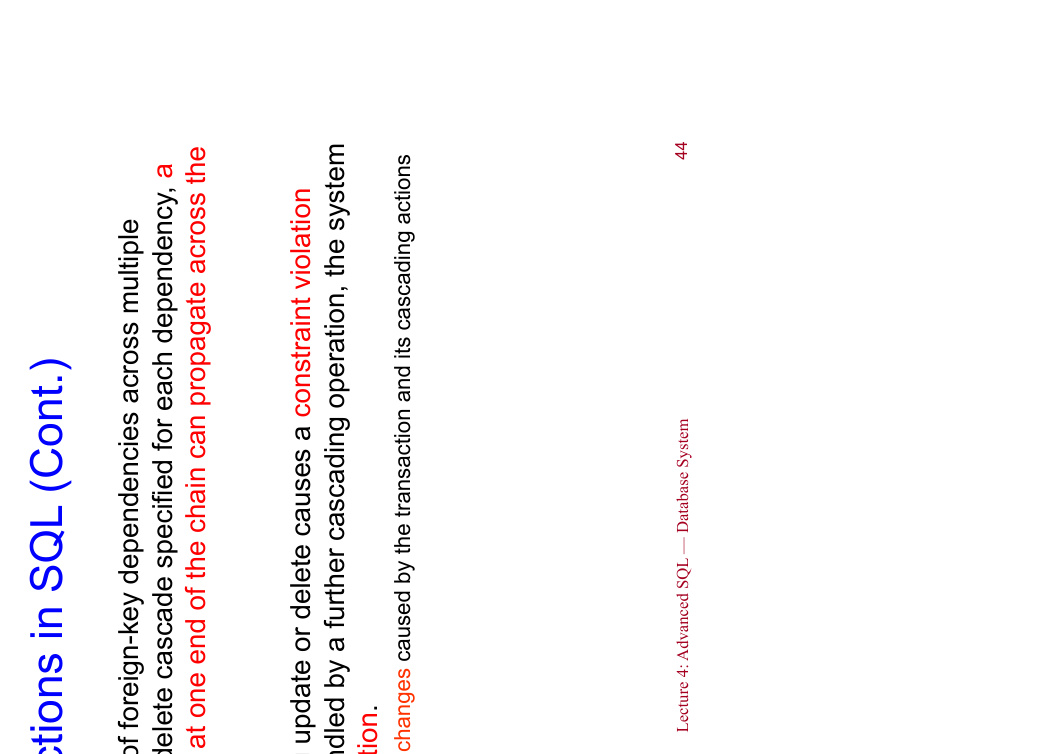 ctions in SQL (Cont.)
of foreign-key dependencies across multiple
delete cascade specified for each dependency, a
at one end of the chain can propagate across the
update or delete causes a constraint violation
ndled by a further cascading operation, the system
tion.
changes caused by the transaction and its cascading actions
Lecture 4: Advanced SQL — Database System 44